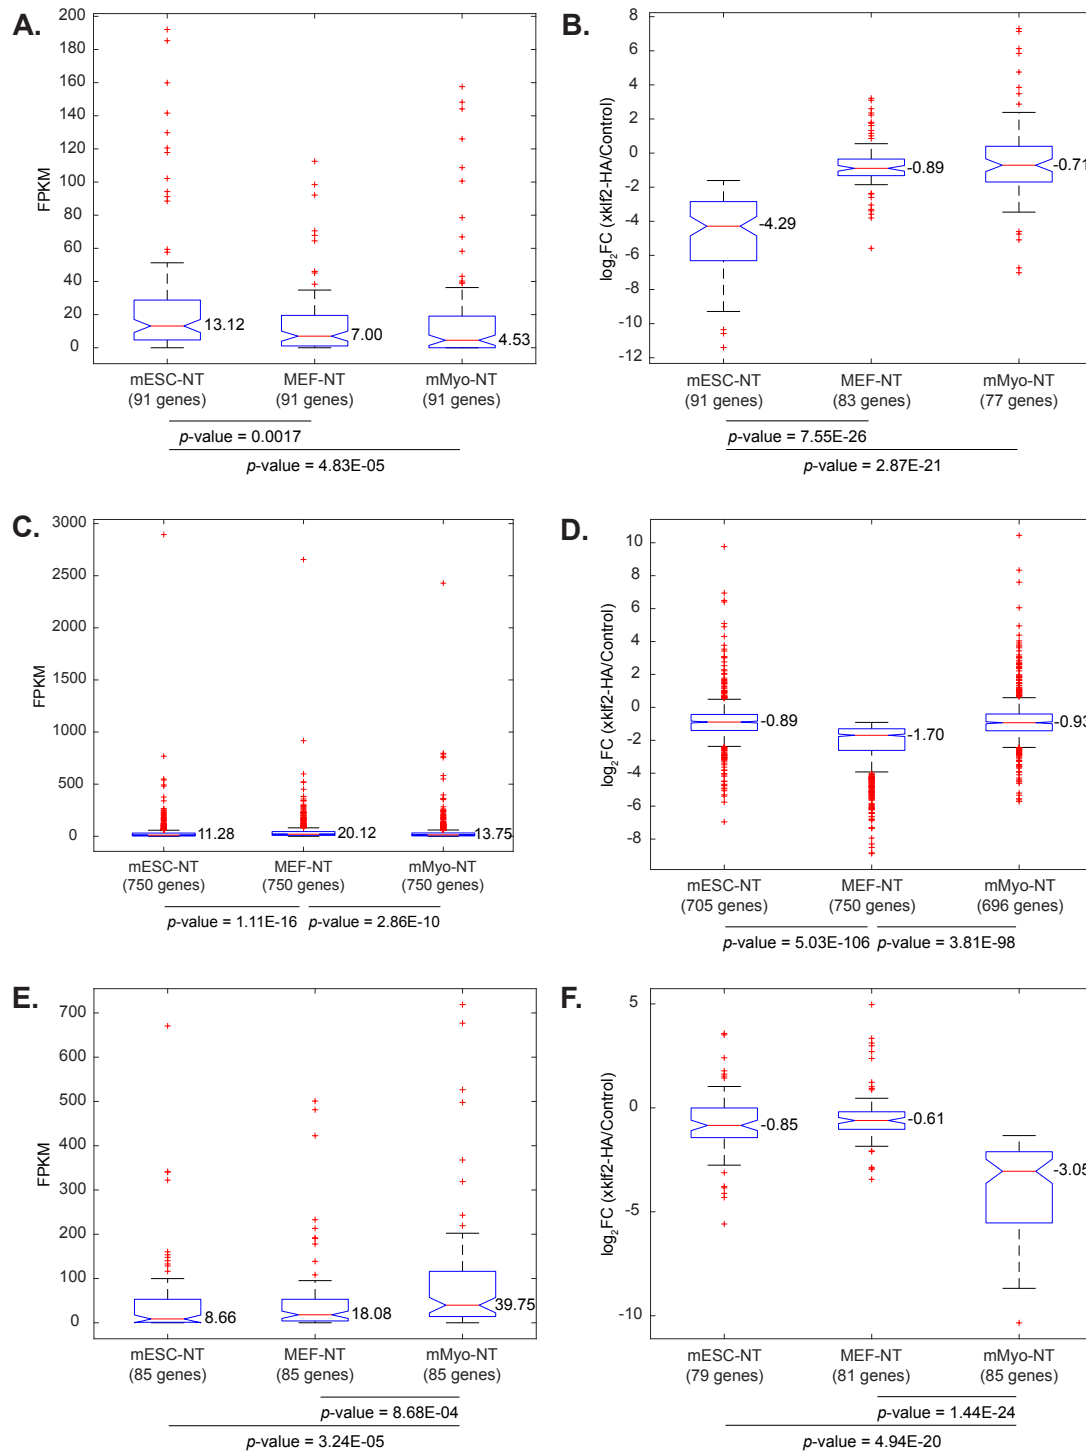 A.
FPKM
200
180
160
140
120
100
80
60
40
20
0
13.12
7.00
4.53
mESC-NT
(91 genes)
MEF-NT
(91 genes)
mMyo-NT
(91 genes)
p-value = 0.0017
p-value = 4.83E-05
B.
log2FC (xklf2-HA/Control)
8
6
4
2
0
-2
-4
-6
-8
-10
-12
-4.29
-0.89
-0.71
mESC-NT
(91 genes)
MEF-NT
(83 genes)
mMyo-NT
(77 genes)
p-value = 7.55E-26
p-value = 2.87E-21
C.
FPKM
3000
2500
2000
1500
1000
500
0
11.28
20.12
13.75
mESC-NT
(750 genes)
MEF-NT
(750 genes)
mMyo-NT
(750 genes)
p-value = 1.11E-16
p-value = 2.86E-10
D.
log2FC (xklf2-HA/Control)
10
8
6
4
2
0
-2
-4
-6
-8
-0.89
-1.70
-0.93
mESC-NT
(705 genes)
MEF-NT
(750 genes)
mMyo-NT
(696 genes)
p-value = 5.03E-106
p-value = 3.81E-98
E.
FPKM
700
600
500
400
300
200
100
0
8.66
18.08
39.75
mESC-NT
(85 genes)
MEF-NT
(85 genes)
mMyo-NT
(85 genes)
p-value = 8.68E-04
p-value = 3.24E-05
F.
log2FC (xklf2-HA/Control)
5
0
-5
-10
-0.85
-0.61
-3.05
mESC-NT
(79 genes)
MEF-NT
(81 genes)
mMyo-NT
(85 genes)
p-value = 1.44E-24
p-value = 4.94E-20